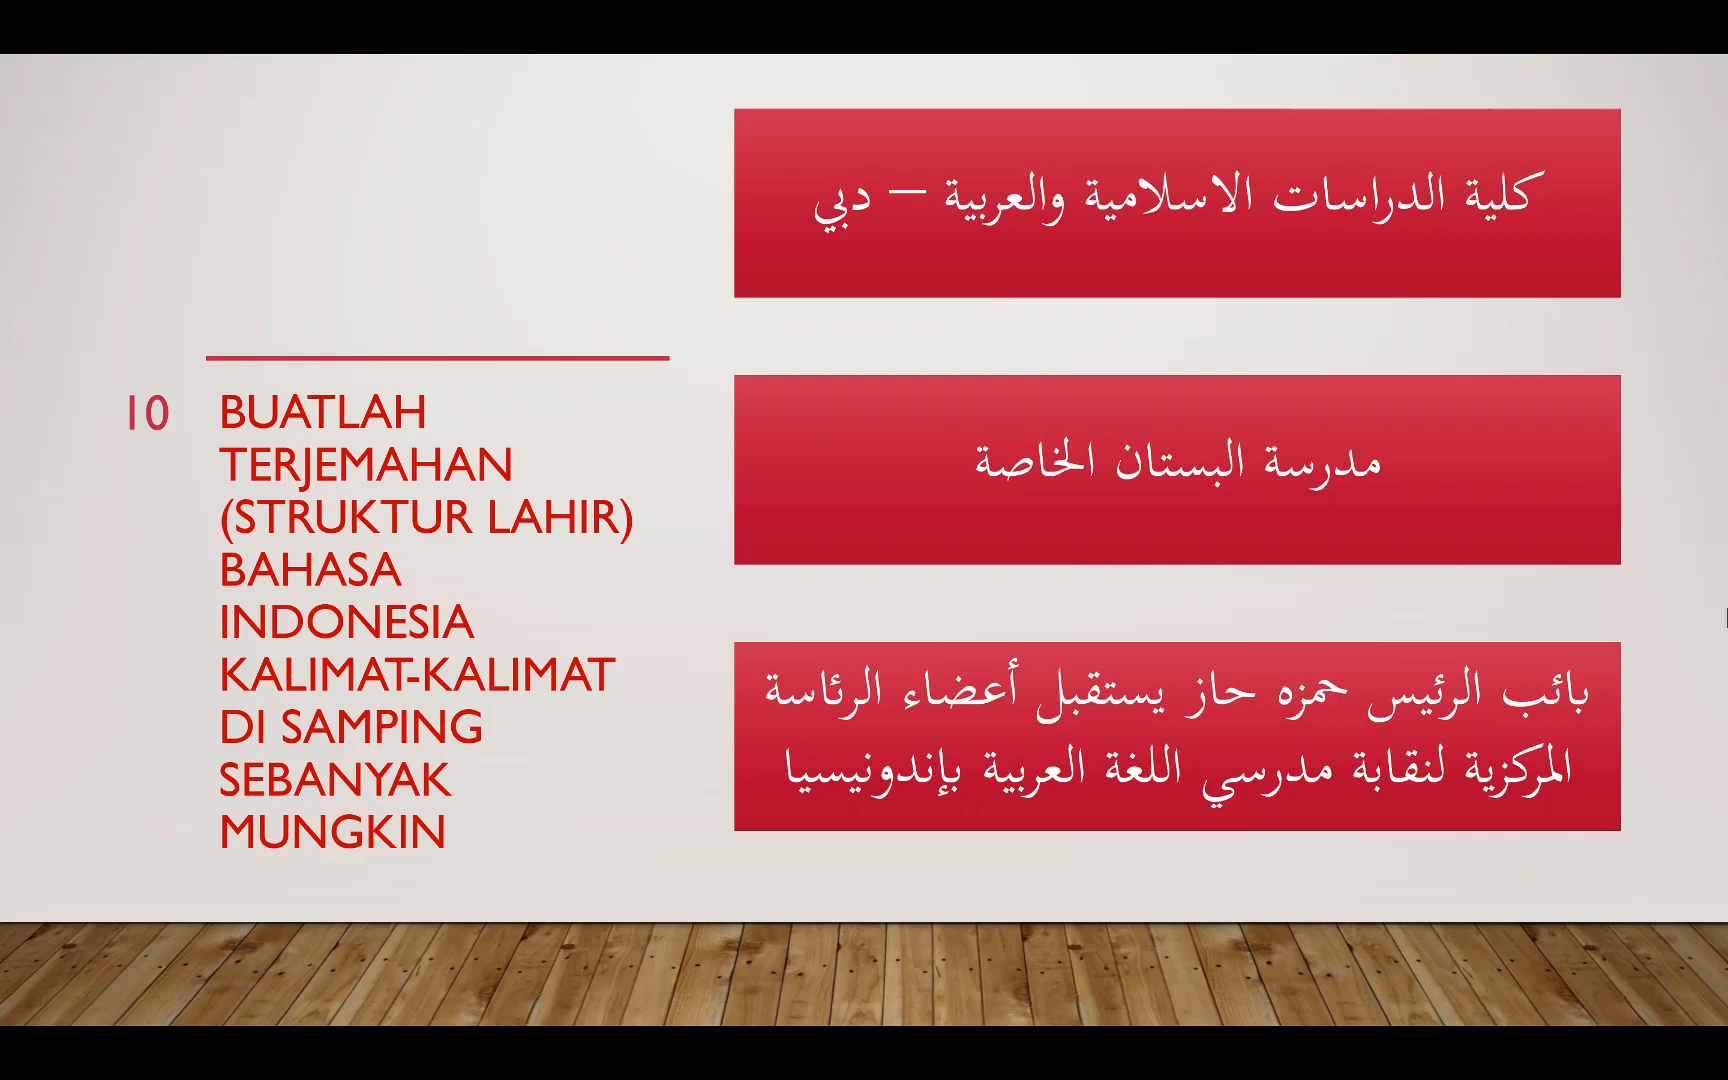 10
BUATLAH
TERJEMAHAN
(STRUKTUR LAHIR)
BAHASA
INDONESIA
KALIMAT-KALIMAT
DI SAMPING
SEBANYAK
MUNGKIN
كلية الدراسات الاسلامية والعربية – دبي
مدرسة البستان الخاصة
بائب الرئيس حمزه حاز يستقبل أعضاء الرئاسة
المركزية لنقابة مدرسي اللغة العربية بإندونيسيا